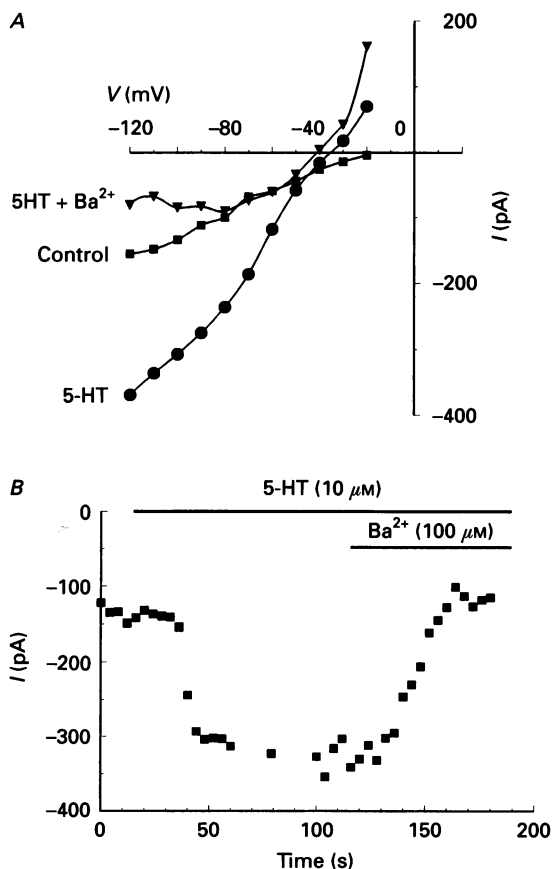 A
200
V (mV)
−120
−80
−40
0
5HT + Ba²⁺
Control
−200
I (pA)
5-HT
−400
B
5-HT (10 μM)
0
Ba²⁺ (100 μM)
−100
−200
I (pA)
−300
−400
0
50
100
150
200
Time (s)